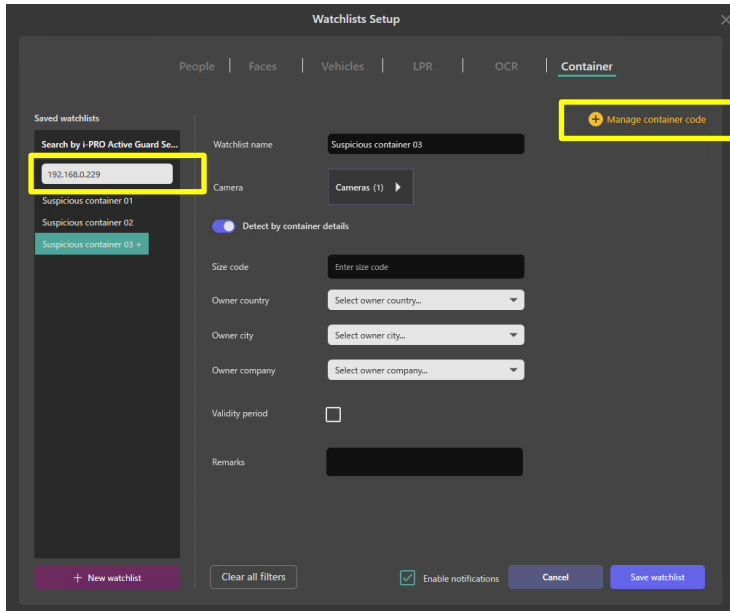 Watchlists Setup
People | Faces | Vehicles | LPR | OCR | Container
Saved watchlists
+ Manage container code
Search by i-PRO Active Guard Se...
192.168.0.229
Suspicious container 01
Suspicious container 02
Suspicious container 03 +
Watchlist name
Suspicious container 03
Camera
Cameras (1)
Detect by container details
Size code
Enter size code
Owner country
Select owner country...
Owner city
Select owner city...
Owner company
Select owner company...
Validity period
Remarks
+ New watchlist
Clear all filters
Enable notifications
Cancel
Save watchlist